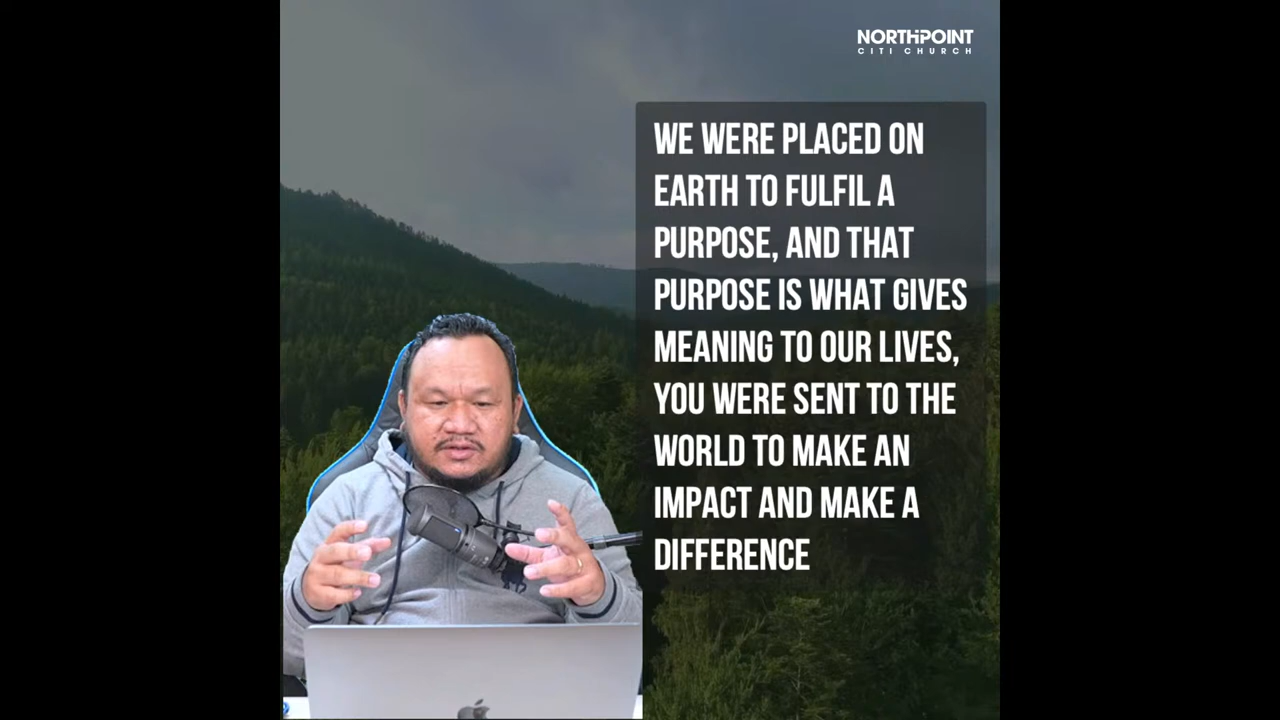 NORTHPOINT
CITI CHURCH
WE WERE PLACED ON
EARTH TO FULFIL A
PURPOSE, AND THAT
PURPOSE IS WHAT GIVES
MEANING TO OUR LIVES,
YOU WERE SENT TO THE
WORLD TO MAKE AN
IMPACT AND MAKE A
DIFFERENCE